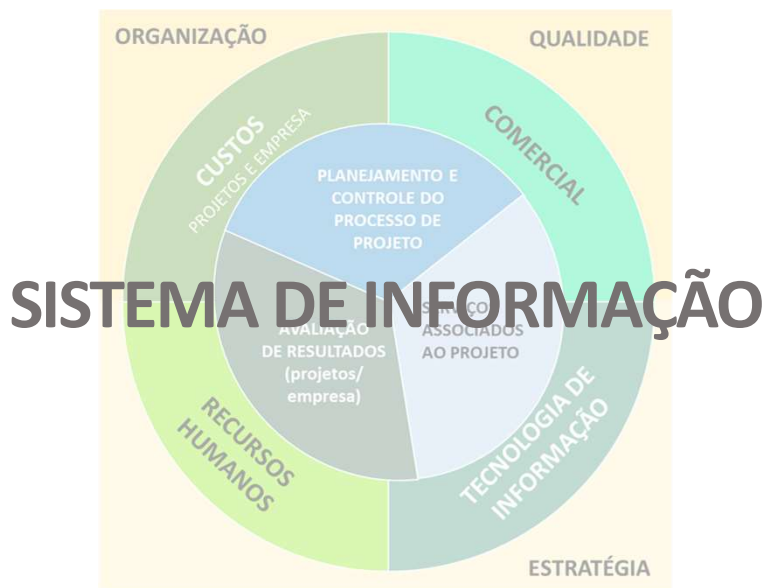 ORGANIZAÇÃO
QUALIDADE
CUSTOS
PROJETOS E EMPRESA
COMERCIAL
PLANEJAMENTO E
CONTROLE DO
PROCESSO DE
PROJETO
SISTEMA DE INFORMAÇÃO
AVALIAÇÃO
DE RESULTADOS
(projetos/
empresa)
ASSOCIADOS
AO PROJETO
RECURSOS
HUMANOS
TECNOLOGIA DE
INFORMAÇÃO
ESTRATÉGIA